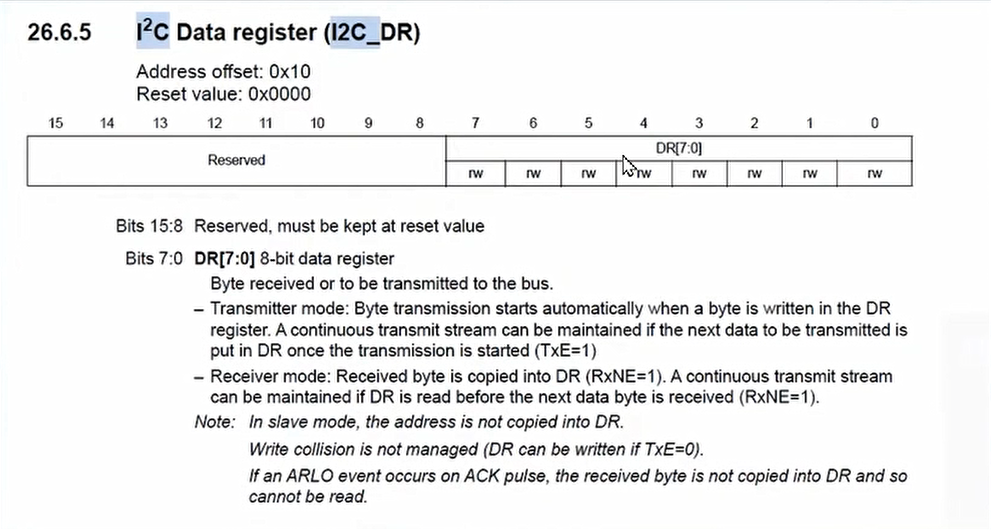 26.6.5 I²C Data register (I2C_DR)
Address offset: 0x10
Reset value: 0x0000
15 14 13 12 11 10 9 8 7 6 5 4 3 2 1 0
Reserved
DR[7:0]
rw rw rw rw rw rw rw rw
Bits 15:8 Reserved, must be kept at reset value
Bits 7:0 DR[7:0] 8-bit data register
Byte received or to be transmitted to the bus.
– Transmitter mode: Byte transmission starts automatically when a byte is written in the DR
register. A continuous transmit stream can be maintained if the next data to be transmitted is
put in DR once the transmission is started (TxE=1)
– Receiver mode: Received byte is copied into DR (RxNE=1). A continuous transmit stream
can be maintained if DR is read before the next data byte is received (RxNE=1).
Note: In slave mode, the address is not copied into DR.
Write collision is not managed (DR can be written if TxE=0).
If an ARLO event occurs on ACK pulse, the received byte is not copied into DR and so
cannot be read.